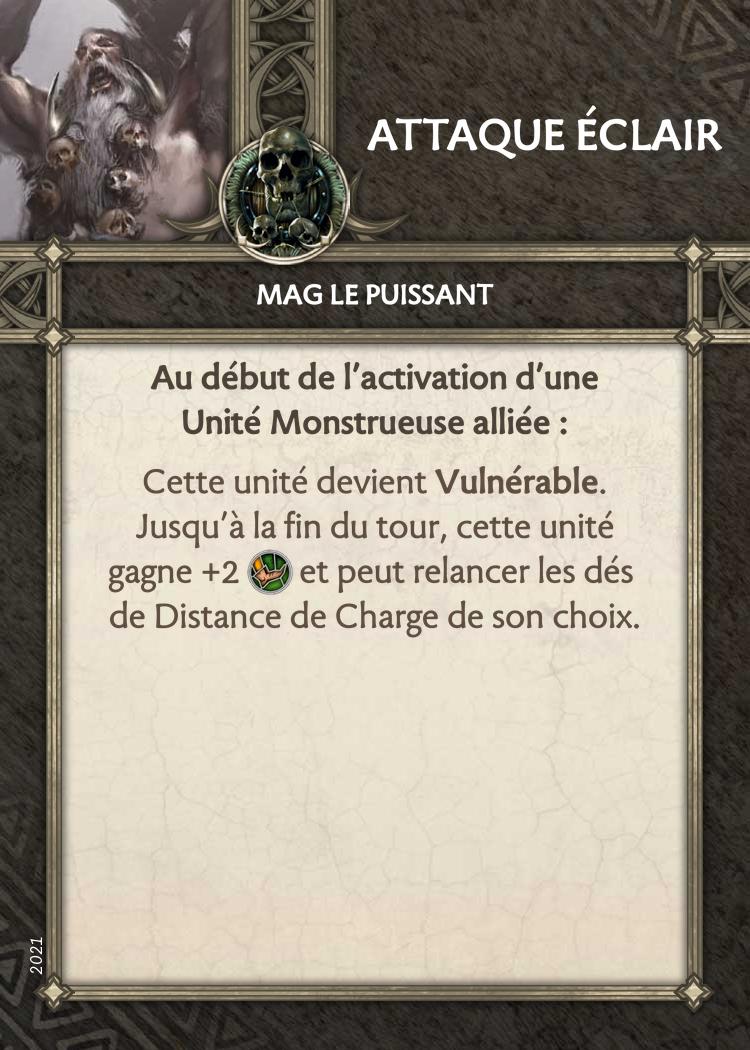 ATTAQUE ÉCLAIR
MAG LE PUISSANT
Au début de l'activation d'une
Unité Monstrueuse alliée :
Cette unité devient Vulnérable.
Jusqu'à la fin du tour, cette unité
gagne +2 et peut relancer les dés
de Distance de Charge de son choix.
2021